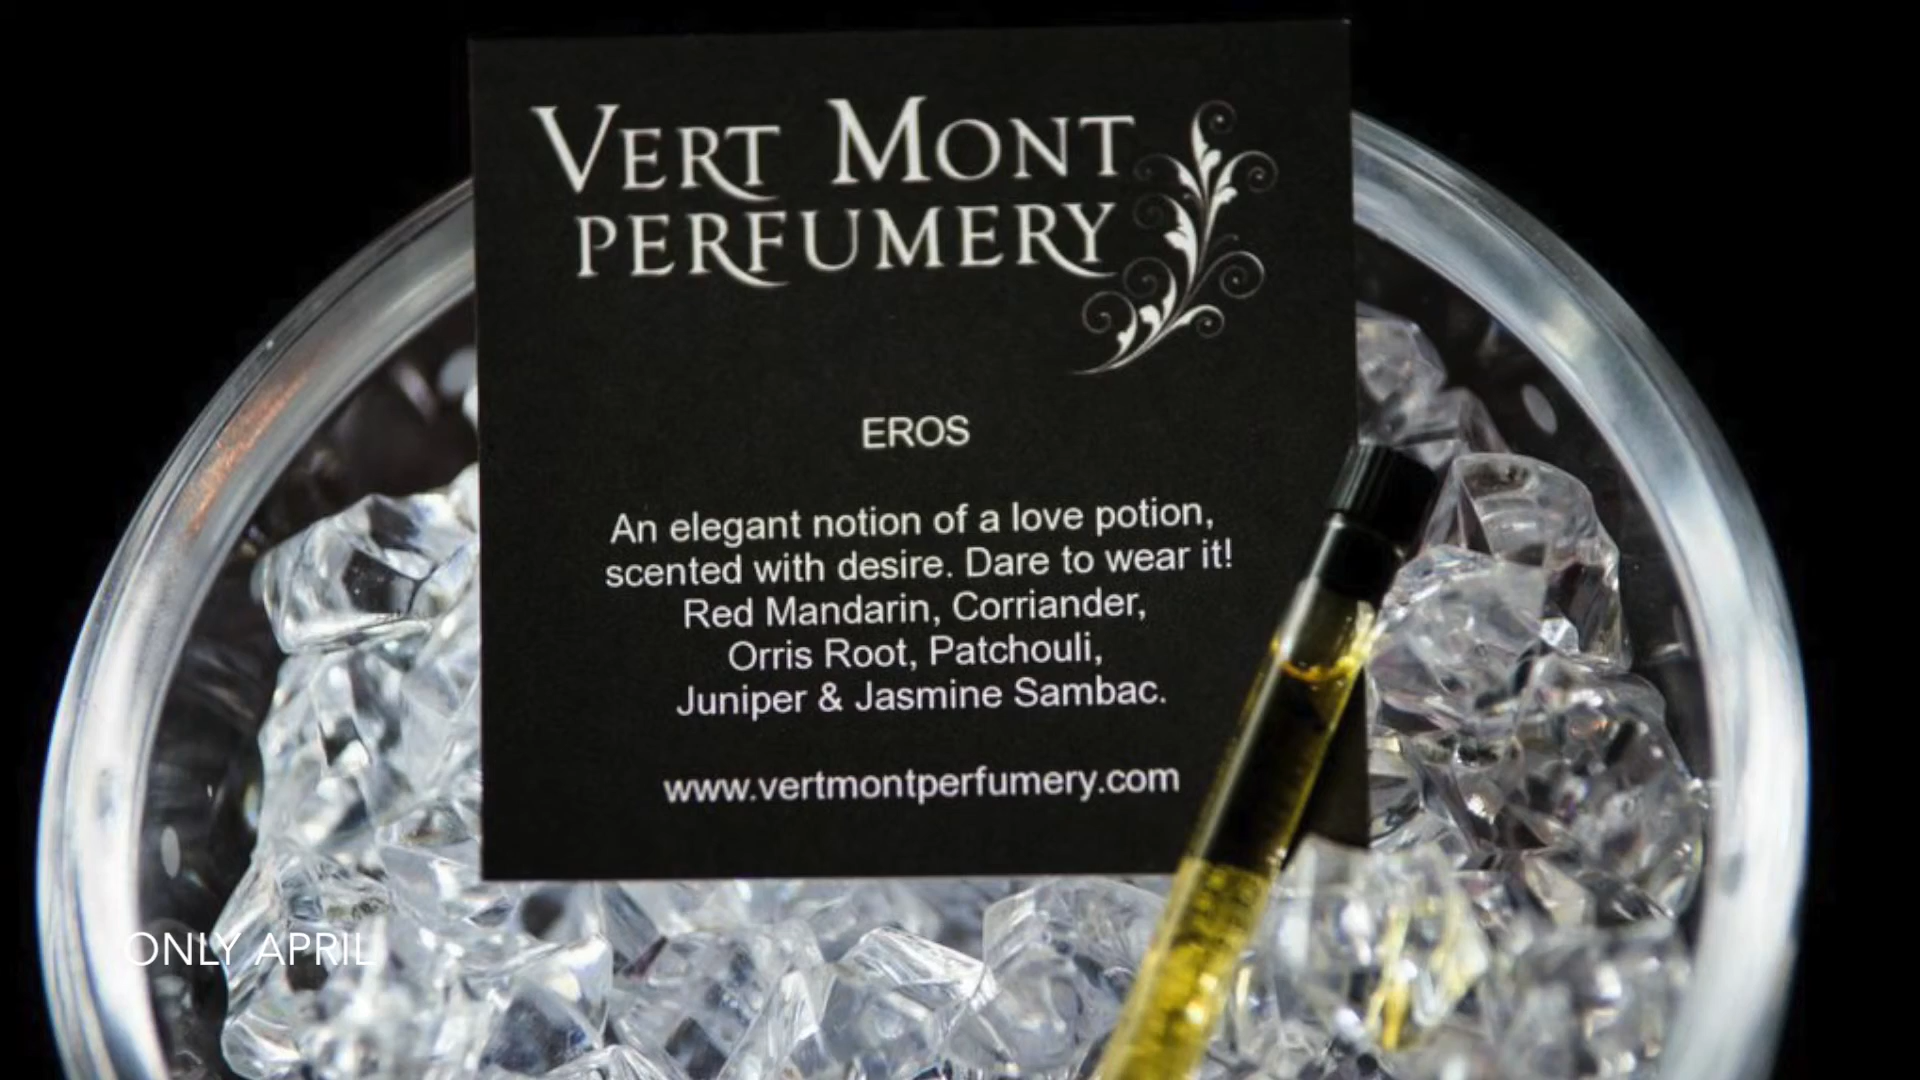 VERT MONT
PERFUMERY
EROS
An elegant notion of a love potion,
scented with desire. Dare to wear it!
Red Mandarin, Corriander,
Orris Root, Patchouli,
Juniper & Jasmine Sambac.
www.vertmontperfumery.com
ONLY APRIL